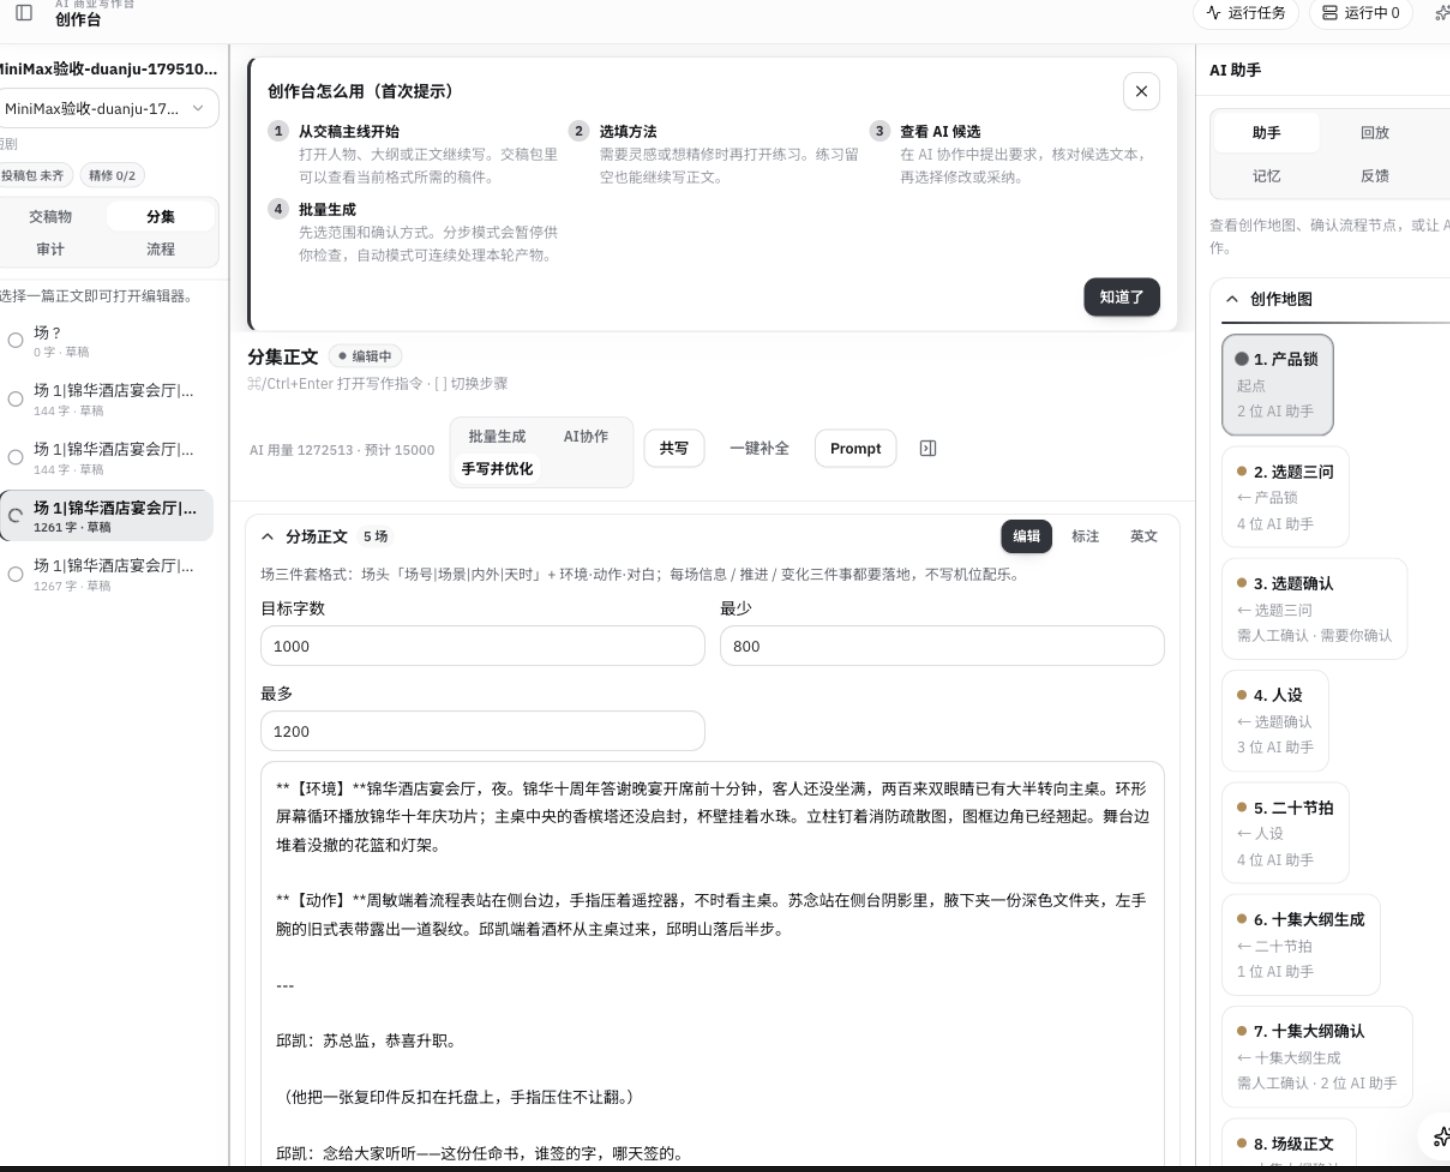 AI 商业写作台
创作台
运行任务
运行中 0
MiniMax验收-duanju-179510...
MiniMax验收-duanju-17...
短剧
投稿包 未齐
精修 0/2
交稿物
分集
审计
流程
选择一篇正文即可打开编辑器。
场 ?
0 字 · 草稿
场 1|锦华酒店宴会厅|...
144 字 · 草稿
场 1|锦华酒店宴会厅|...
144 字 · 草稿
场 1|锦华酒店宴会厅|...
1261 字 · 草稿
场 1|锦华酒店宴会厅|...
1267 字 · 草稿
创作台怎么用（首次提示）
1 从交稿主线开始
打开人物、大纲或正文继续写。交稿包里
可以查看当前格式所需的稿件。
2 选填方法
需要灵感或想精修时再打开练习。练习留
空也能继续写正文。
3 查看 AI 候选
在 AI 协作中提出要求，核对候选文本，
再选择修改或采纳。
4 批量生成
先选范围和确认方式。分步模式会暂停供
你检查，自动模式可连续处理本轮产物。
知道了
分集正文
编辑中
⌘/Ctrl+Enter 打开写作指令 · [ ] 切换步骤
AI 用量 1272513 · 预计 15000
批量生成
AI协作
手写并优化
共写
一键补全
Prompt
分场正文
5 场
编辑
标注
英文
场三件套格式：场头「场号|场景|内外|天时」+ 环境·动作·对白；每场信息 / 推进 / 变化三件事都要落地，不写机位配乐。
目标字数
最少
1000
800
最多
1200
**【环境】**锦华酒店宴会厅，夜。锦华十周年答谢晚宴开席前十分钟，客人还没坐满，两百来双眼睛已有大半转向主桌。环形
屏幕循环播放锦华十年庆功片；主桌中央的香槟塔还没启封，杯壁挂着水珠。立柱钉着消防疏散图，图框边角已经翘起。舞台边
堆着没撤的花篮和灯架。
**【动作】**周敏端着流程表站在侧台边，手指压着遥控器，不时看主桌。苏念站在侧台阴影里，腋下夹一份深色文件夹，左手
腕的旧式表带露出一道裂纹。邱凯端着酒杯从主桌过来，邱明山落后半步。
---
邱凯：苏总监，恭喜升职。
（他把一张复印件反扣在托盘上，手指压住不让翻。）
邱凯：念给大家听听——这份任命书，谁签的字，哪天签的。
AI 助手
助手
回放
记忆
反馈
查看创作地图、确认流程节点，或让 A
作。
创作地图
1. 产品锁
起点
2 位 AI 助手
2. 选题三问
← 产品锁
4 位 AI 助手
3. 选题确认
← 选题三问
需人工确认 · 需要你确认
4. 人设
← 选题确认
3 位 AI 助手
5. 二十节拍
← 人设
4 位 AI 助手
6. 十集大纲生成
← 二十节拍
1 位 AI 助手
7. 十集大纲确认
← 十集大纲生成
需人工确认 · 2 位 AI 助手
8. 场级正文